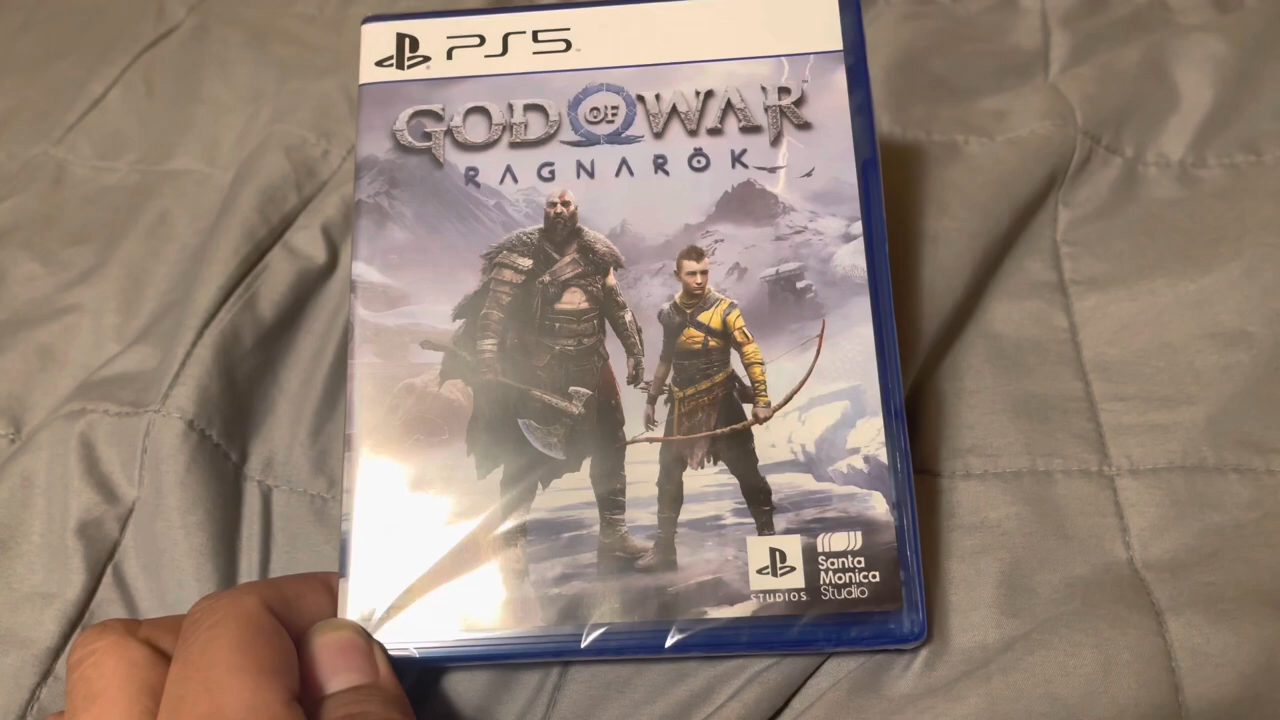 PS5
GOD OF WAR
RAGNARÖK
STUDIOS
Santa
Monica
Studio